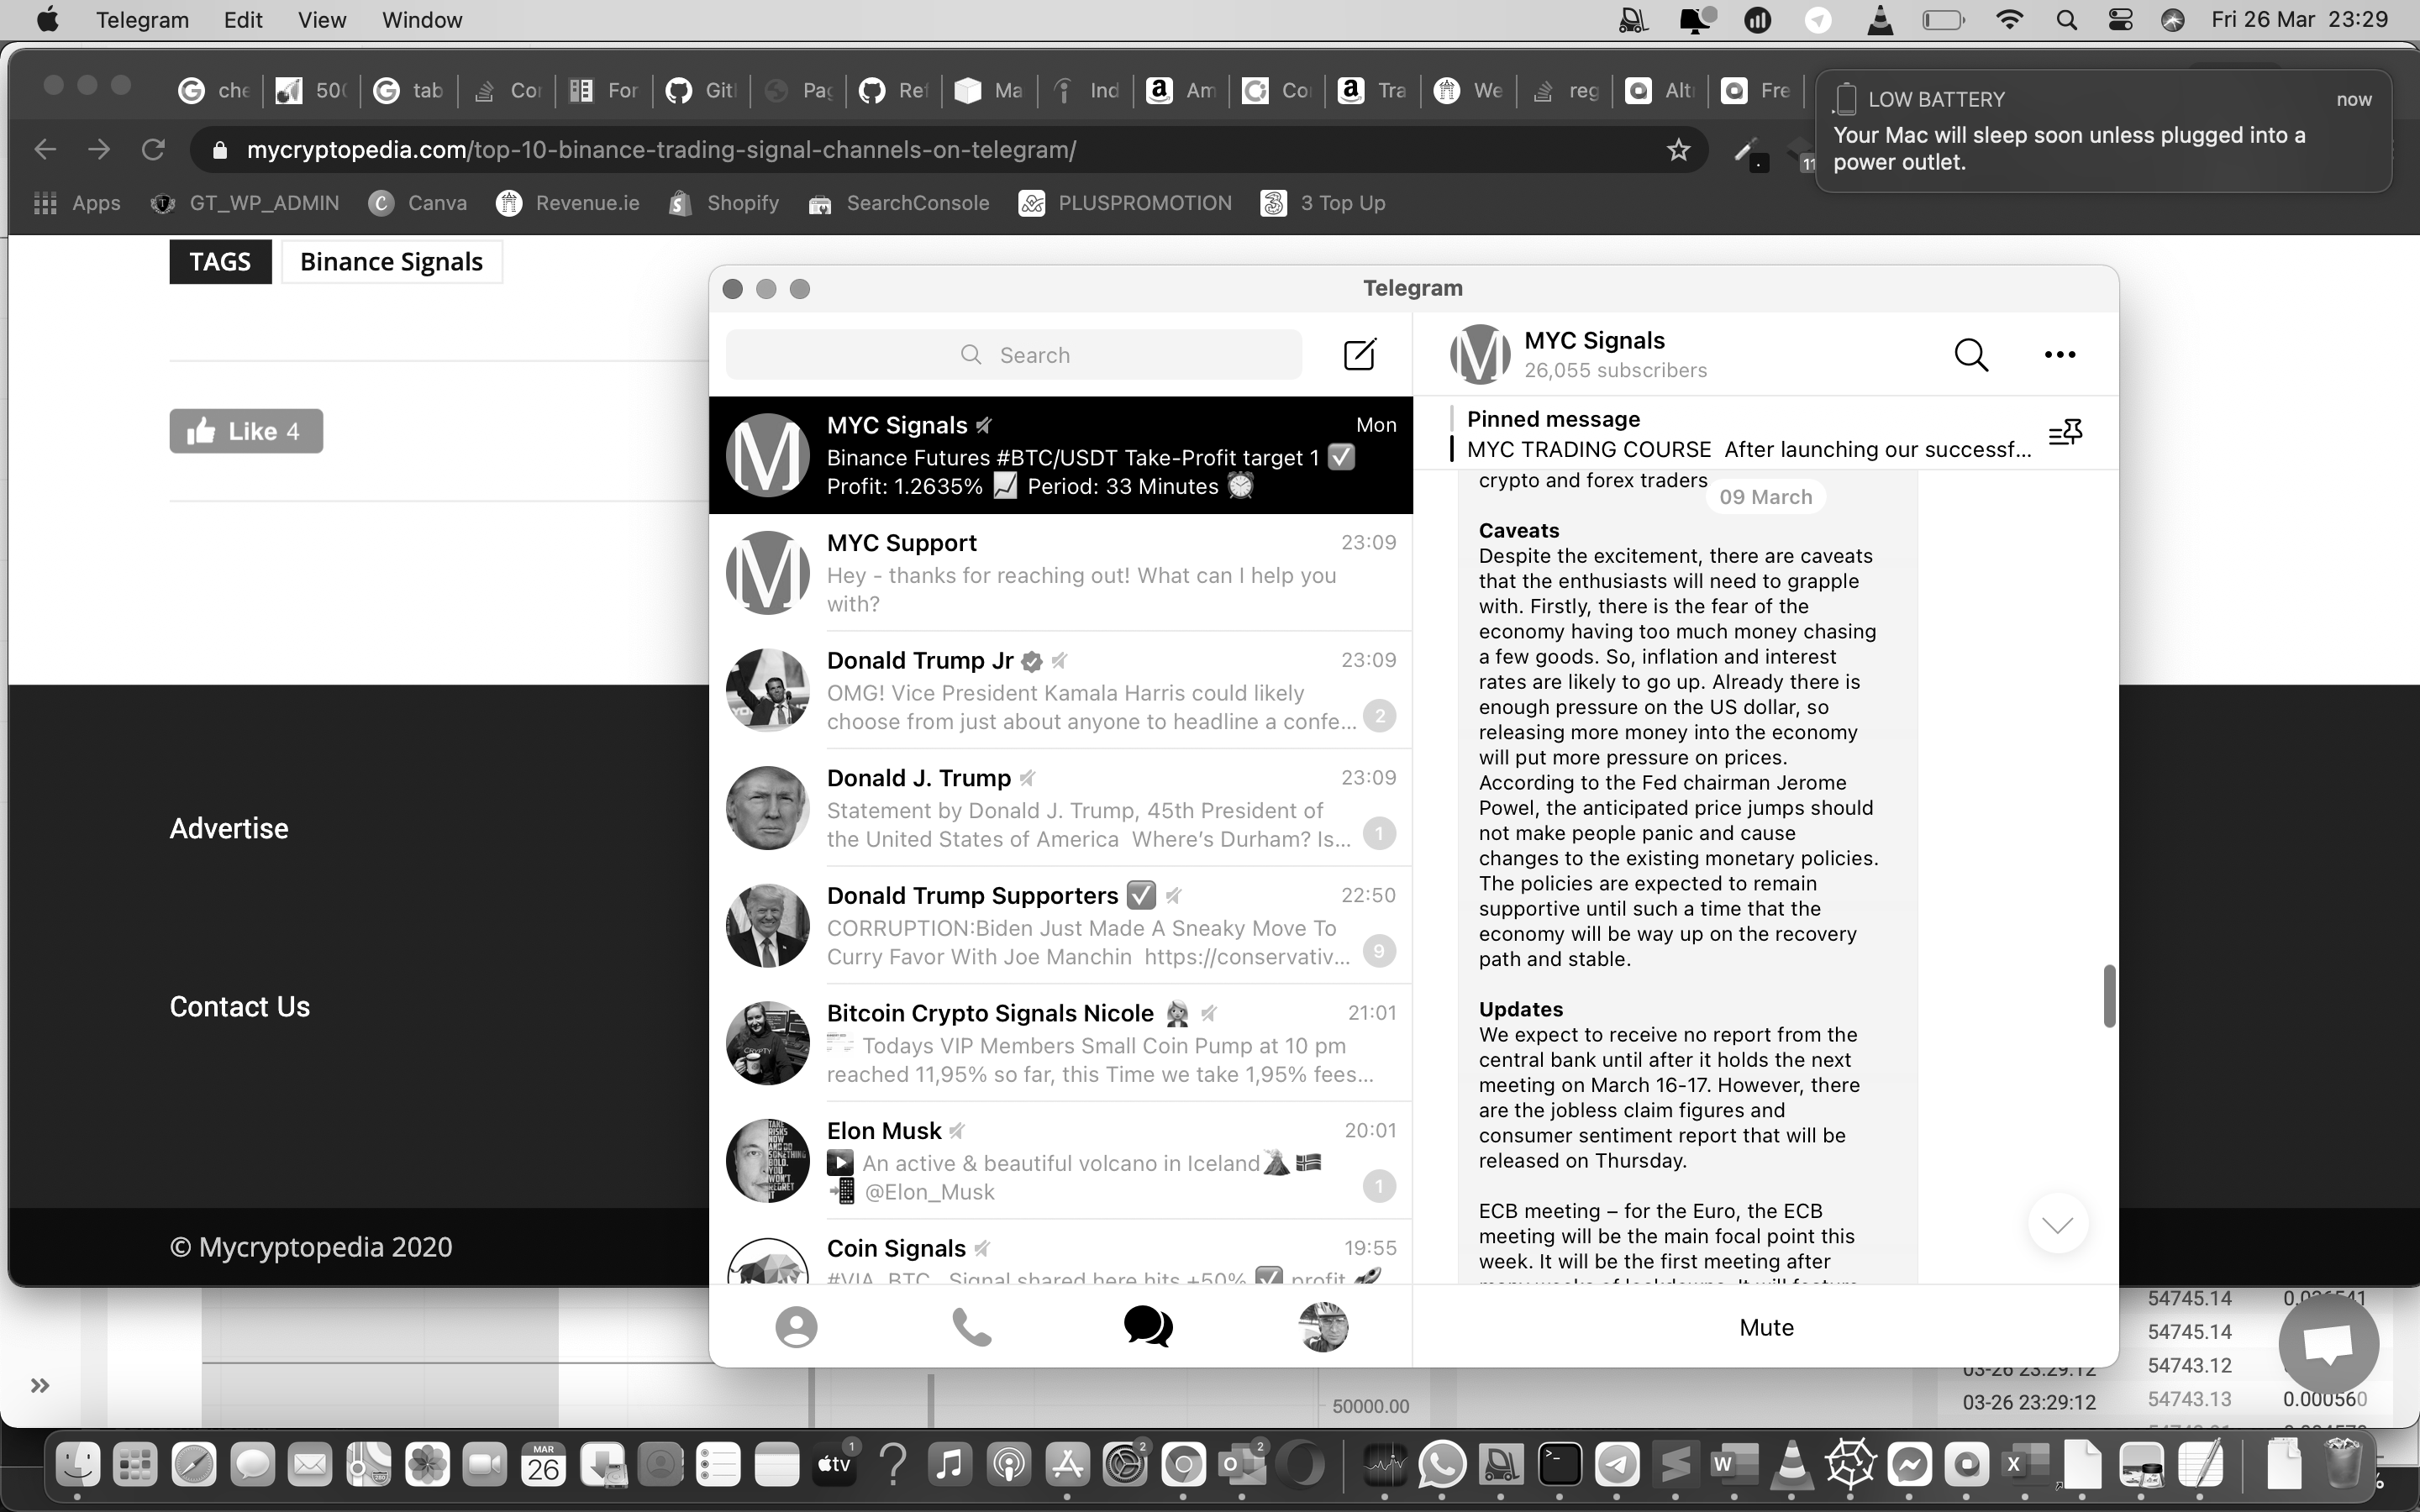 Telegram Edit View Window Fri 26 Mar 23:29
che 500 tab Cor For Git Pag Ref Ma Ind Am Co Tra We reg Alt Fre
LOW BATTERY now
Your Mac will sleep soon unless plugged into a
power outlet.
mycryptopedia.com/top-10-binance-trading-signal-channels-on-telegram/
11
Apps GT_WP_ADMIN Canva Revenue.ie Shopify SearchConsole PLUSPROMOTION 3 Top Up
TAGS Binance Signals
Like 4
Advertise
Contact Us
© Mycryptopedia 2020
Telegram
Search
MYC Signals Mon
Binance Futures #BTC/USDT Take-Profit target 1 ☑️
Profit: 1.2635% 📈 Period: 33 Minutes ⏰
MYC Support 23:09
Hey - thanks for reaching out! What can I help you
with?
Donald Trump Jr 23:09
OMG! Vice President Kamala Harris could likely
choose from just about anyone to headline a confe... 2
Donald J. Trump 23:09
Statement by Donald J. Trump, 45th President of
the United States of America Where's Durham? Is... 1
Donald Trump Supporters ☑️ 22:50
CORRUPTION:Biden Just Made A Sneaky Move To
Curry Favor With Joe Manchin https://conservativ... 9
Bitcoin Crypto Signals Nicole 21:01
Todays VIP Members Small Coin Pump at 10 pm
reached 11,95% so far, this Time we take 1,95% fees...
Elon Musk 20:01
An active & beautiful volcano in Iceland🌋🇮🇸
📲 @Elon_Musk 1
Coin Signals 19:55
#VIA_BTC Signal shared here hits +50% ☑️ profit 🚀
MYC Signals
26,055 subscribers
Pinned message
MYC TRADING COURSE After launching our successf...
crypto and forex traders
09 March
Caveats
Despite the excitement, there are caveats
that the enthusiasts will need to grapple
with. Firstly, there is the fear of the
economy having too much money chasing
a few goods. So, inflation and interest
rates are likely to go up. Already there is
enough pressure on the US dollar, so
releasing more money into the economy
will put more pressure on prices.
According to the Fed chairman Jerome
Powel, the anticipated price jumps should
not make people panic and cause
changes to the existing monetary policies.
The policies are expected to remain
supportive until such a time that the
economy will be way up on the recovery
path and stable.
Updates
We expect to receive no report from the
central bank until after it holds the next
meeting on March 16-17. However, there
are the jobless claim figures and
consumer sentiment report that will be
released on Thursday.
ECB meeting – for the Euro, the ECB
meeting will be the main focal point this
week. It will be the first meeting after
Mute
54745.14
54745.14
03-26 23:29:12 54743.12
03-26 23:29:12 54743.13 0.000560
50000.00
MAR
26
tv 1
2
2